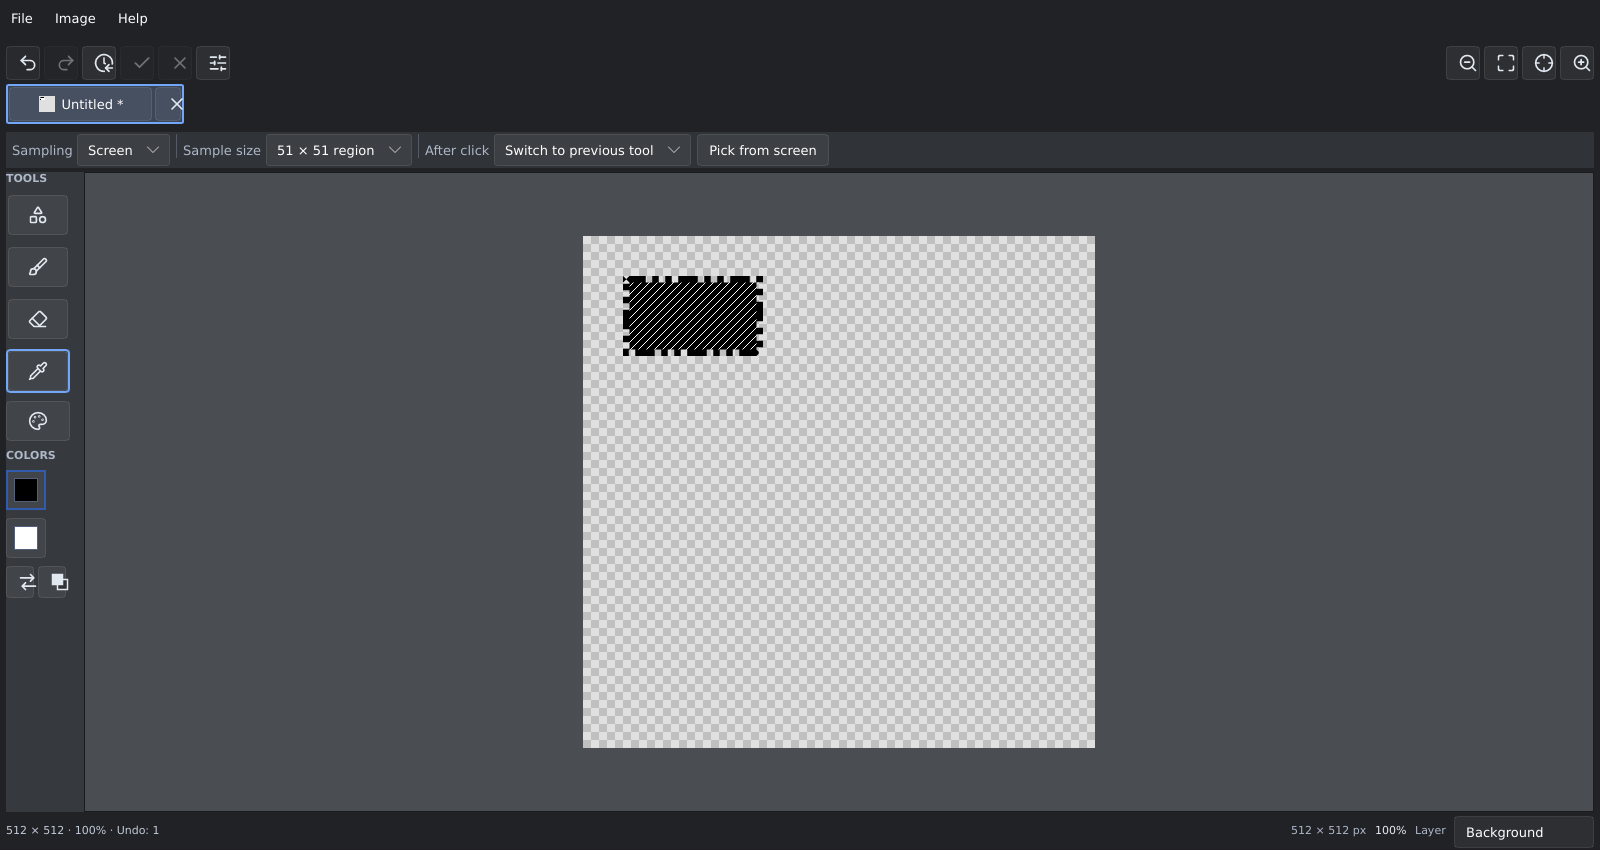 File Image Help
Untitled *
Sampling Screen Sample size 51 × 51 region After click Switch to previous tool Pick from screen
TOOLS
COLORS
512 × 512 · 100% · Undo: 1
512 × 512 px 100% Layer Background